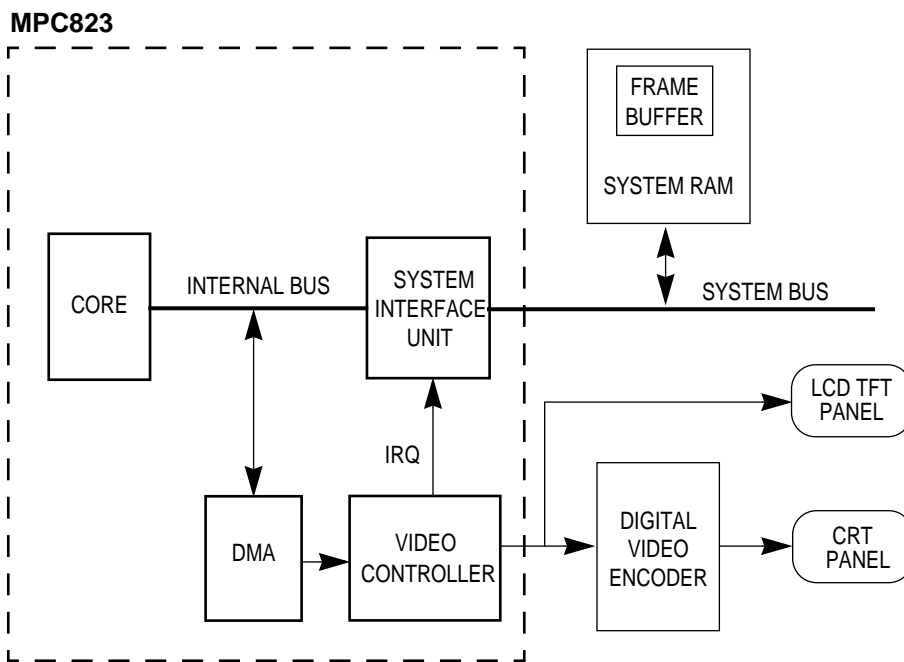 MPC823
FRAME
BUFFER
SYSTEM RAM
CORE
INTERNAL BUS
SYSTEM
INTERFACE
UNIT
SYSTEM BUS
LCD TFT
PANEL
IRQ
DMA
VIDEO
CONTROLLER
DIGITAL
VIDEO
ENCODER
CRT
PANEL